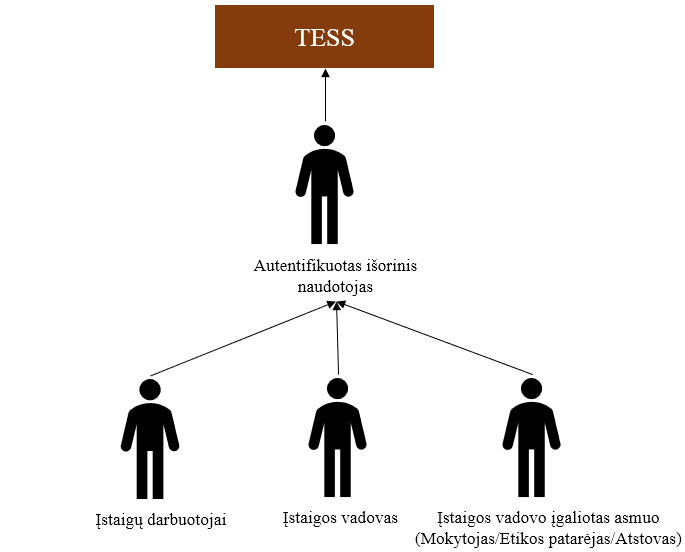 TESS
Autentifikuotas išorinis
naudotojas
Įstaigų darbuotojai
Įstaigos vadovas
Įstaigos vadovo įgaliotas asmuo
(Mokytojas/Etikos patarėjas/Atstovas)